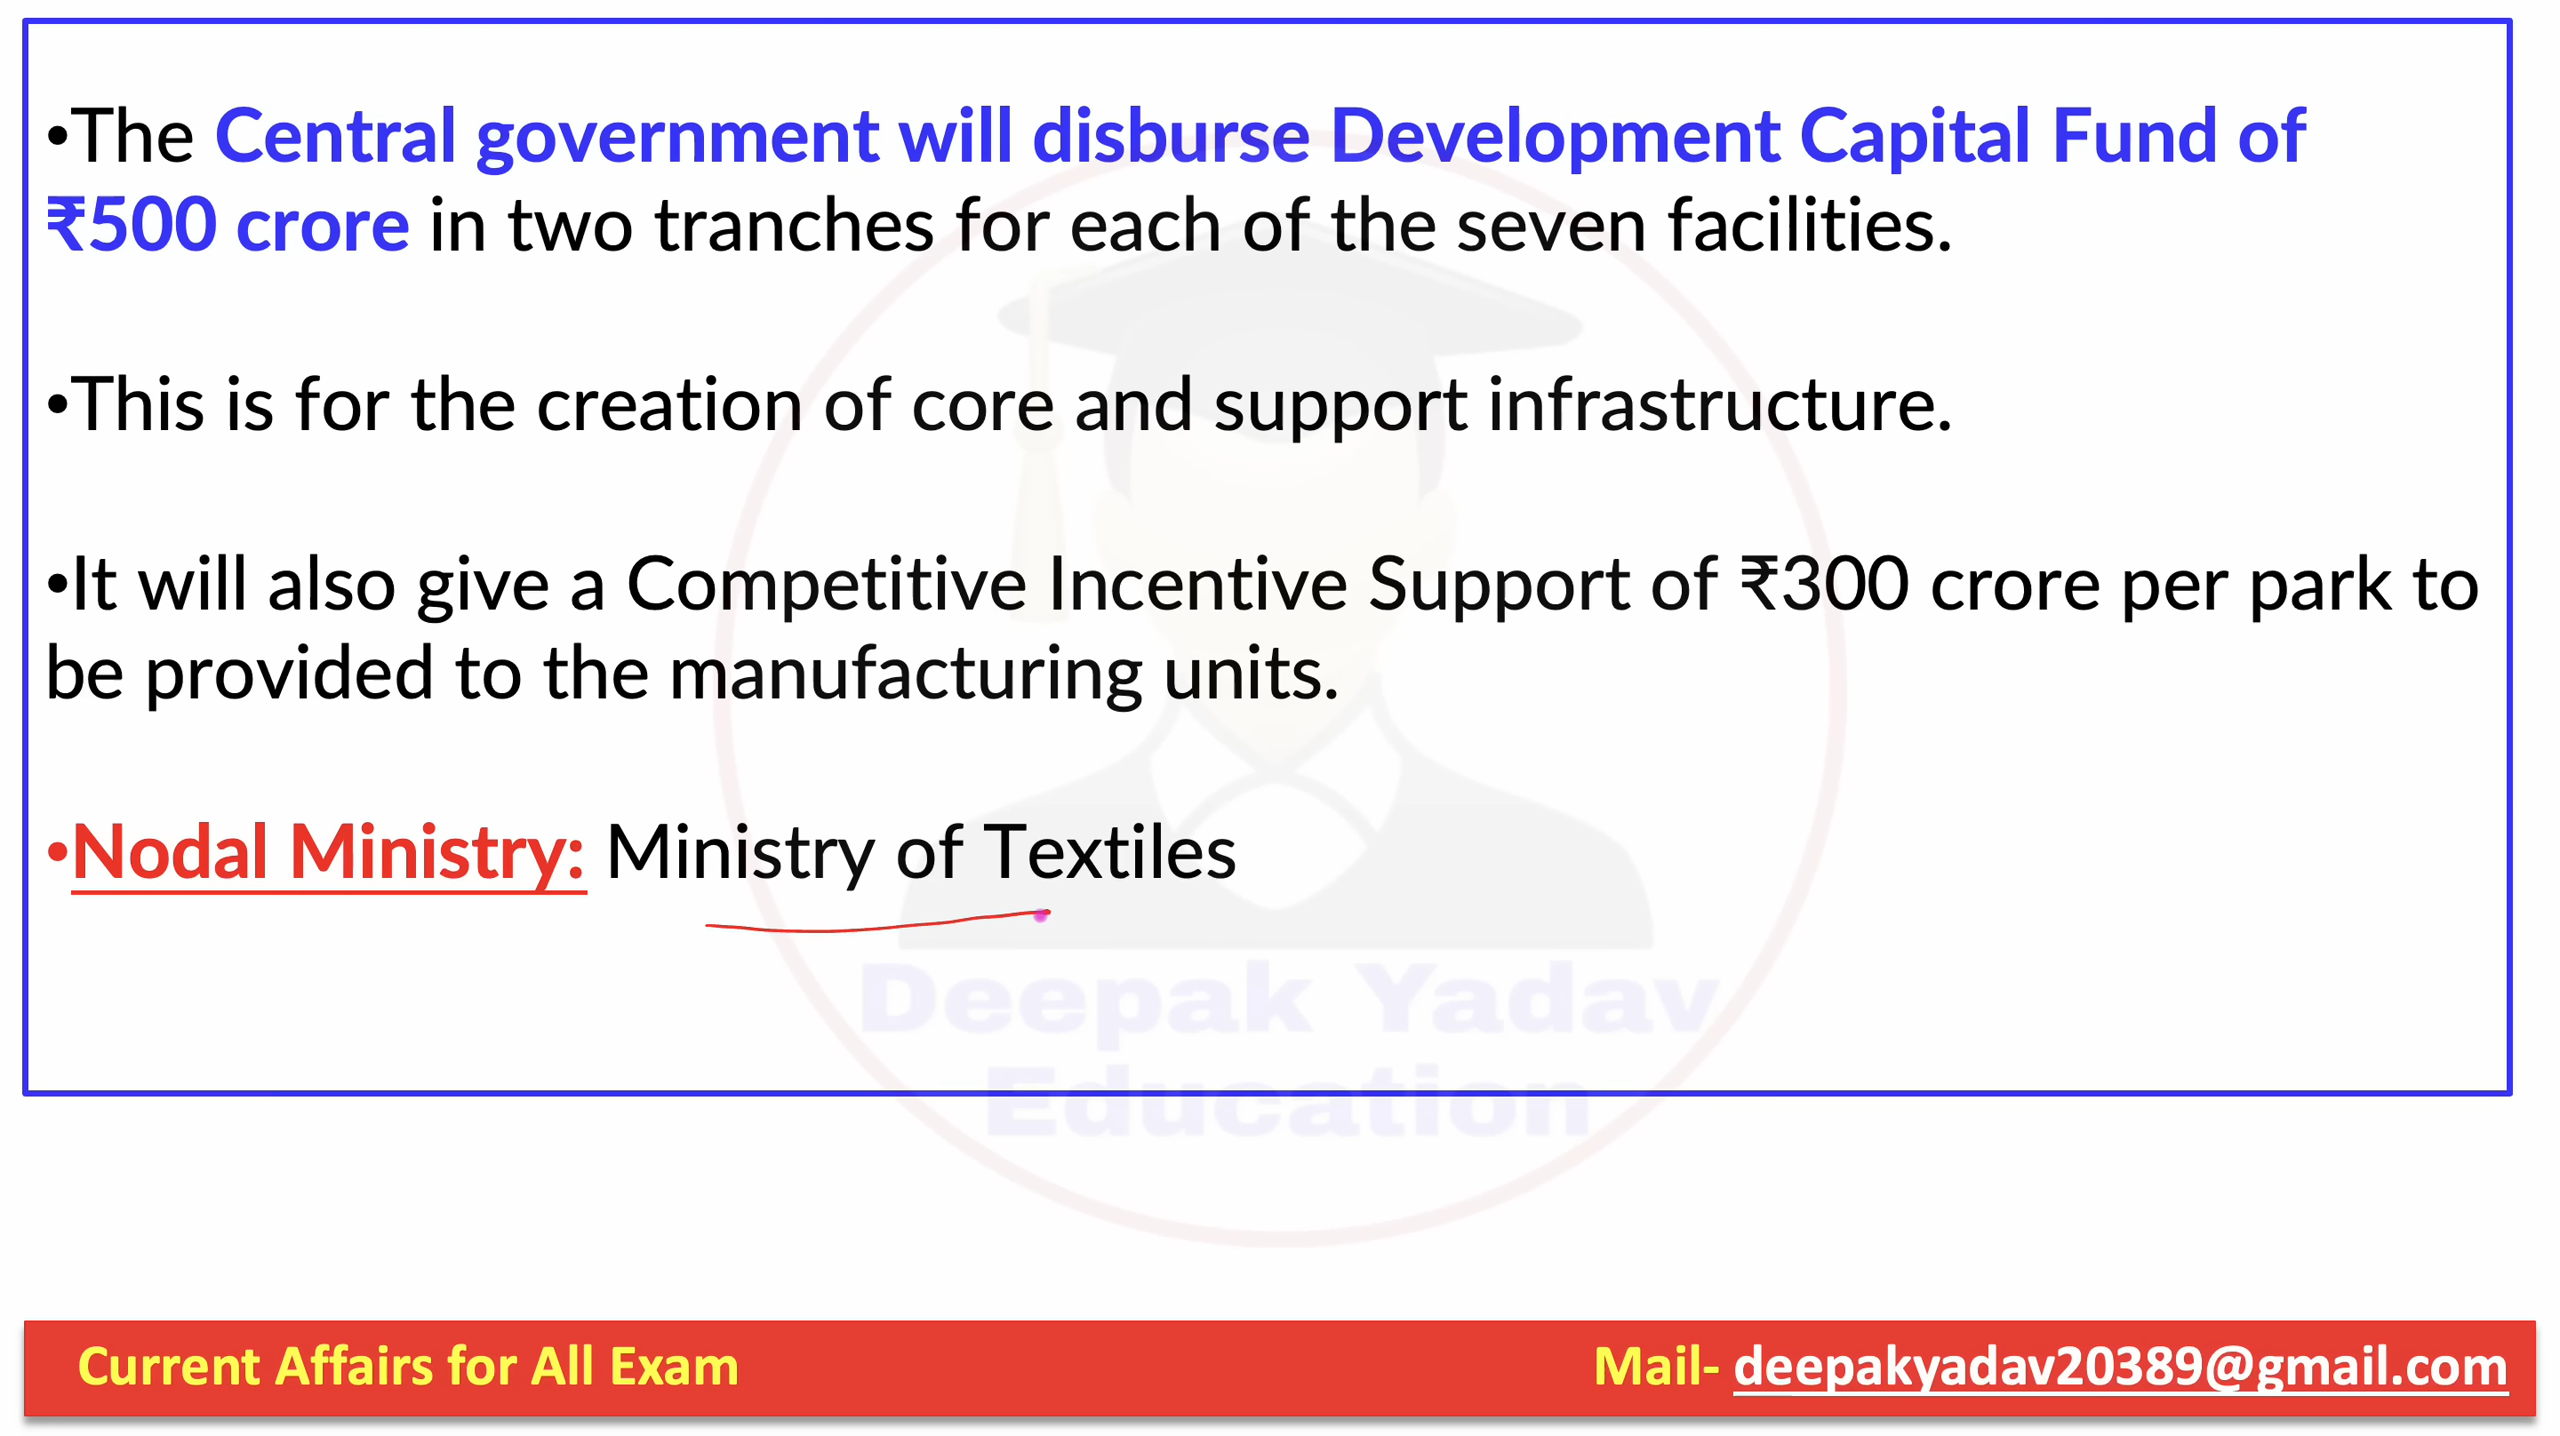 •The Central government will disburse Development Capital Fund of
₹500 crore in two tranches for each of the seven facilities.
•This is for the creation of core and support infrastructure.
•It will also give a Competitive Incentive Support of ₹300 crore per park to
be provided to the manufacturing units.
•Nodal Ministry: Ministry of Textiles
Deepak Yadav
Education
Current Affairs for All Exam
Mail- deepakyadav20389@gmail.com